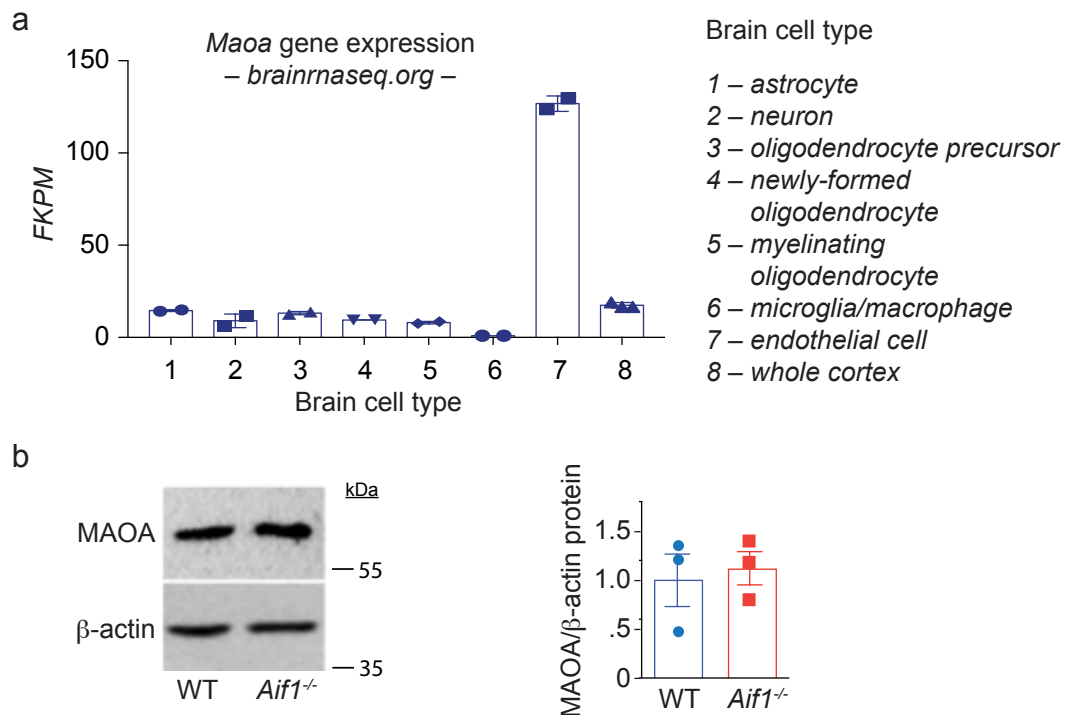 a
Maoa gene expression
– brainrnaseq.org –
FKPM
150
100
50
0
1 2 3 4 5 6 7 8
Brain cell type
Brain cell type
1 – astrocyte
2 – neuron
3 – oligodendrocyte precursor
4 – newly-formed
oligodendrocyte
5 – myelinating
oligodendrocyte
6 – microglia/macrophage
7 – endothelial cell
8 – whole cortex
b
kDa
MAOA
55
β-actin
35
WT Aif1-/-
MAOA/β-actin protein
1.5
1.0
.5
0
WT Aif1-/-